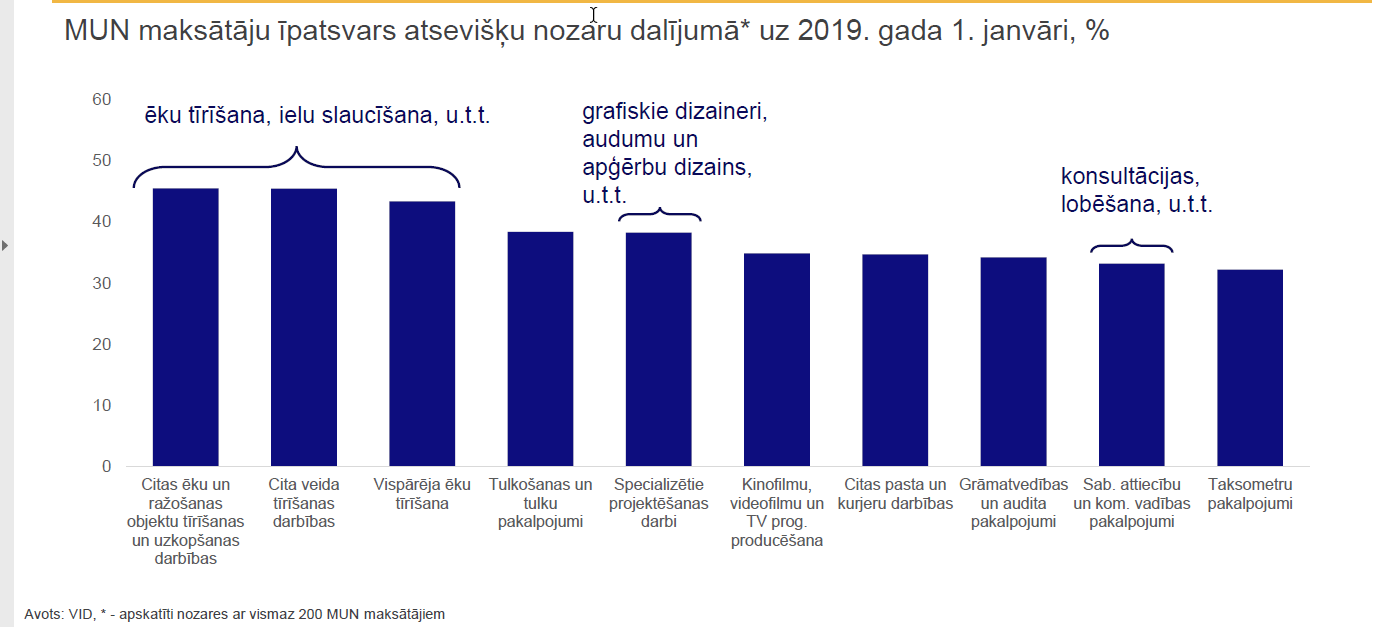 MUN maksātāju īpatsvars atsevišķu nozaru dalījumā* uz 2019. gada 1. janvāri, %
60
50
40
30
20
10
0
ēku tīrīšana, ielu slaucīšana, u.t.t.
grafiskie dizaineri,
audumu un
apģērbu dizains,
u.t.t.
konsultācijas,
lobēšana, u.t.t.
Citas ēku un
ražošanas
objektu tīrīšanas
un uzkopšanas
darbības
Cita veida
tīrīšanas
darbības
Vispārēja ēku
tīrīšana
Tulkošanas un
tulku
pakalpojumi
Specializētie
projektēšanas
darbi
Kinofilmu,
videofilmu un
TV prog.
producēšana
Citas pasta un
kurjeru darbības
Grāmatvedības
un audita
pakalpojumi
Sab. attiecību
un kom. vadības
pakalpojumi
Taksometru
pakalpojumi
Avots: VID, * - apskatīti nozares ar vismaz 200 MUN maksātājiem